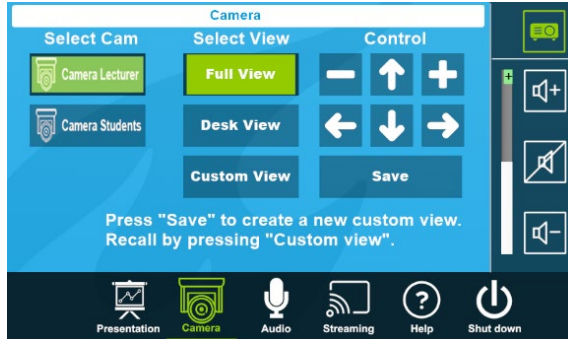 Camera
Select Cam
Select View
Control
Camera Lecturer
Full View
Camera Students
Desk View
Custom View
Save
Press "Save" to create a new custom view.
Recall by pressing "Custom view".
Presentation
Camera
Audio
Streaming
Help
Shut down